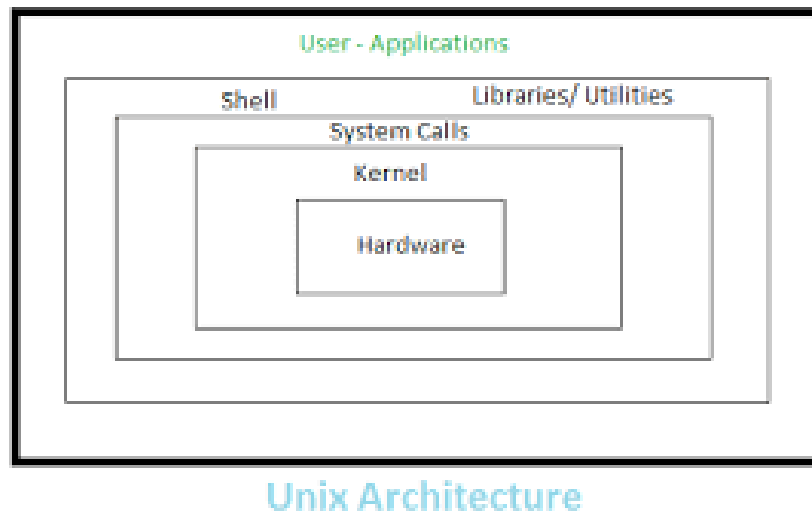 User - Applications
Shell Libraries/ Utilities
System Calls
Kernel
Hardware
Unix Architecture